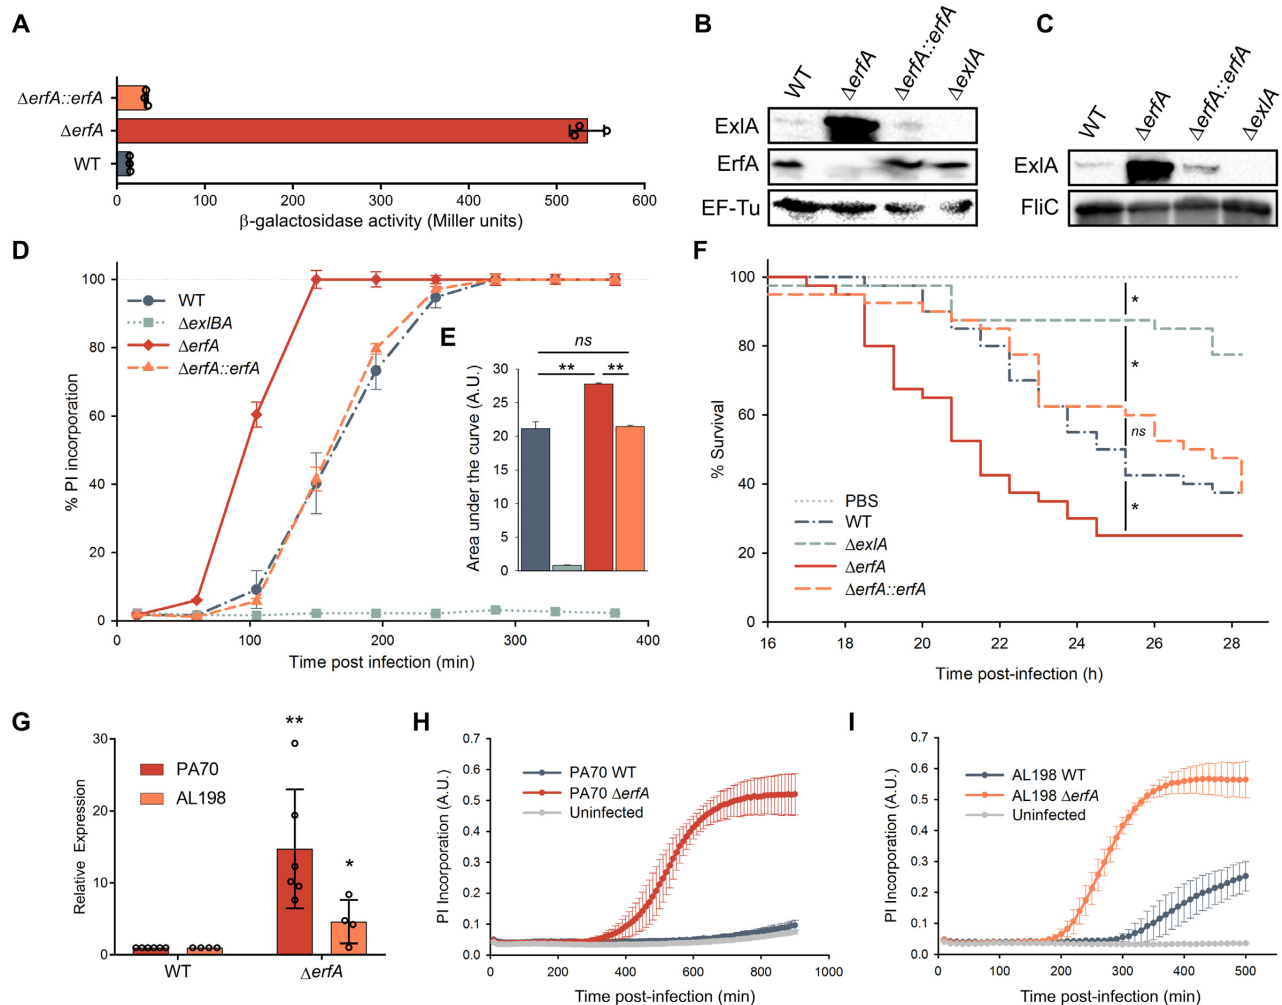 A
ΔerfA::erfA
ΔerfA
WT
0 100 200 300 400 500 600
β-galactosidase activity (Miller units)
B
WT ΔerfA ΔerfA::erfA ΔexlA
ExlA
ErfA
EF-Tu
C
WT ΔerfA ΔerfA::erfA ΔexlA
ExlA
FliC
D
100
80
60
40
20
0
% PI incorporation
WT
ΔexlBA
ΔerfA
ΔerfA::erfA
0 100 200 300 400
Time post infection (min)
E
ns
** **
30
25
20
15
10
5
0
Area under the curve (A.U.)
F
100
80
60
40
20
0
% Survival
*
*
ns
*
PBS
WT
ΔexlA
ΔerfA
ΔerfA::erfA
16 18 20 22 24 26 28
Time post-infection (h)
G
30
20
10
0
Relative Expression
PA70
AL198
**
*
WT ΔerfA
H
0.7
0.6
0.5
0.4
0.3
0.2
0.1
0
PI Incorporation (A.U.)
PA70 WT
PA70 ΔerfA
Uninfected
0 200 400 600 800 1000
Time post-infection (min)
I
0.7
0.6
0.5
0.4
0.3
0.2
0.1
0
PI Incorporation (A.U.)
AL198 WT
AL198 ΔerfA
Uninfected
0 100 200 300 400 500
Time post-infection (min)